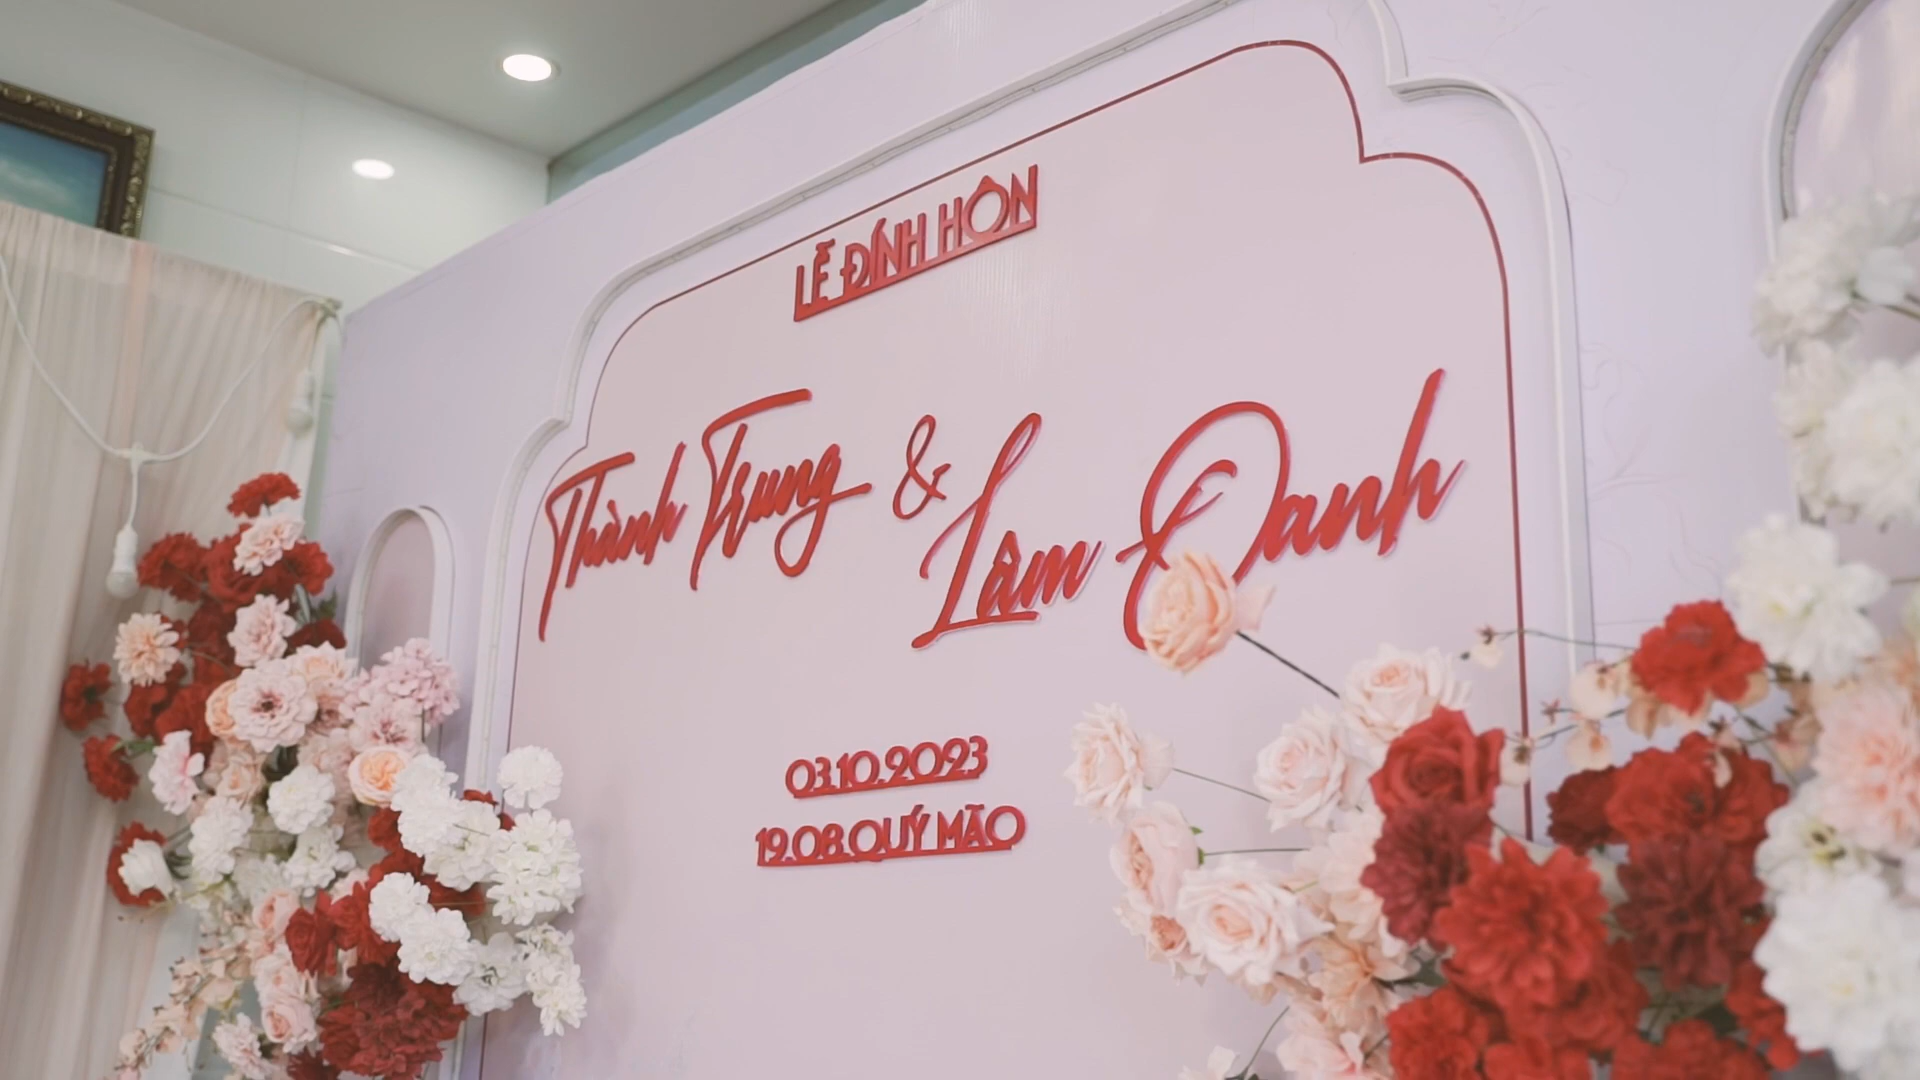 LỄ ĐÍNH HÔN
Thành Trung & Lâm Oanh
03.10.2023
19.08.QUÝ MÃO